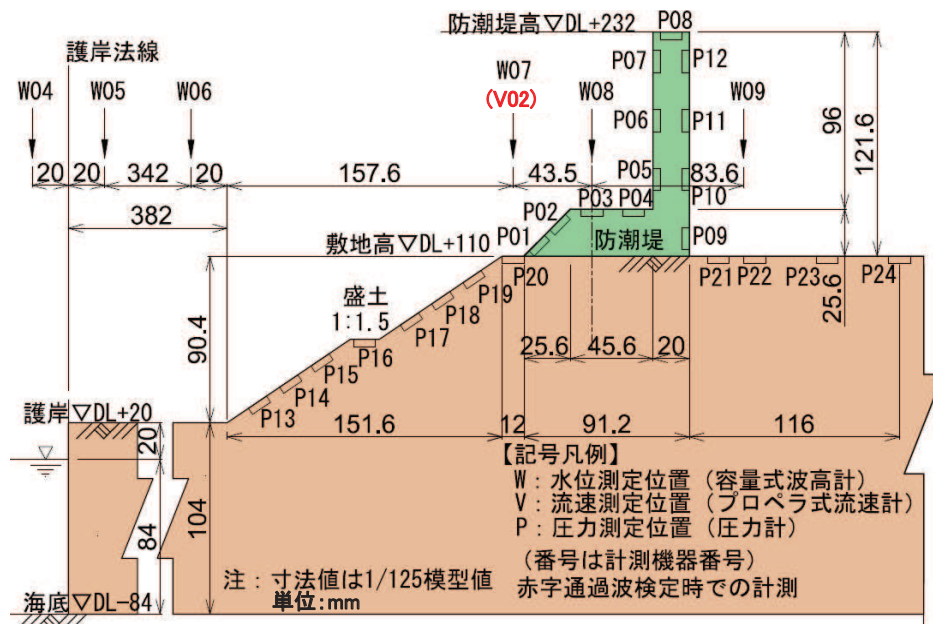 防潮堤高▽DL+232
P08
護岸法線
W04
W05
W06
W07
(V02)
W08
W09
P07
P12
P06
P11
P05
P10
96
121.6
20
20
342
20
157.6
43.5
83.6
382
P02
P03
P04
P01
防潮堤
P09
敷地高▽DL+110
P20
P21
P22
P23
P24
25.6
盛土
1:1.5
P19
P18
P17
P16
P15
P14
P13
90.4
25.6
45.6
20
護岸▽DL+20
20
151.6
12
91.2
116
84
104
【記号凡例】
W：水位測定位置（容量式波高計）
V：流速測定位置（プロペラ式流速計）
P：圧力測定位置（圧力計）
（番号は計測機器番号）
赤字通過波検定時での計測
注：寸法値は1/125模型値
単位:mm
海底▽DL-84